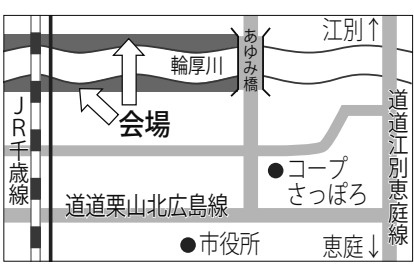 江別↑
あゆみ橋
輪厚川
会場
JR千歳線
道道江別恵庭線
●コープ
さっぽろ
道道栗山北広島線
●市役所
恵庭↓